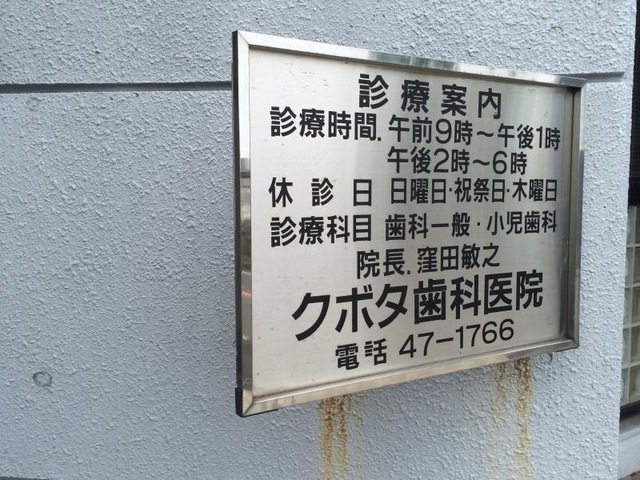 診療案内
診療時間.午前9時～午後1時
午後2時～6時
休診日 日曜日・祝祭日・木曜日
診療科目 歯科一般・小児歯科
院長.窪田敏之
クボタ歯科医院
電話 47-1766